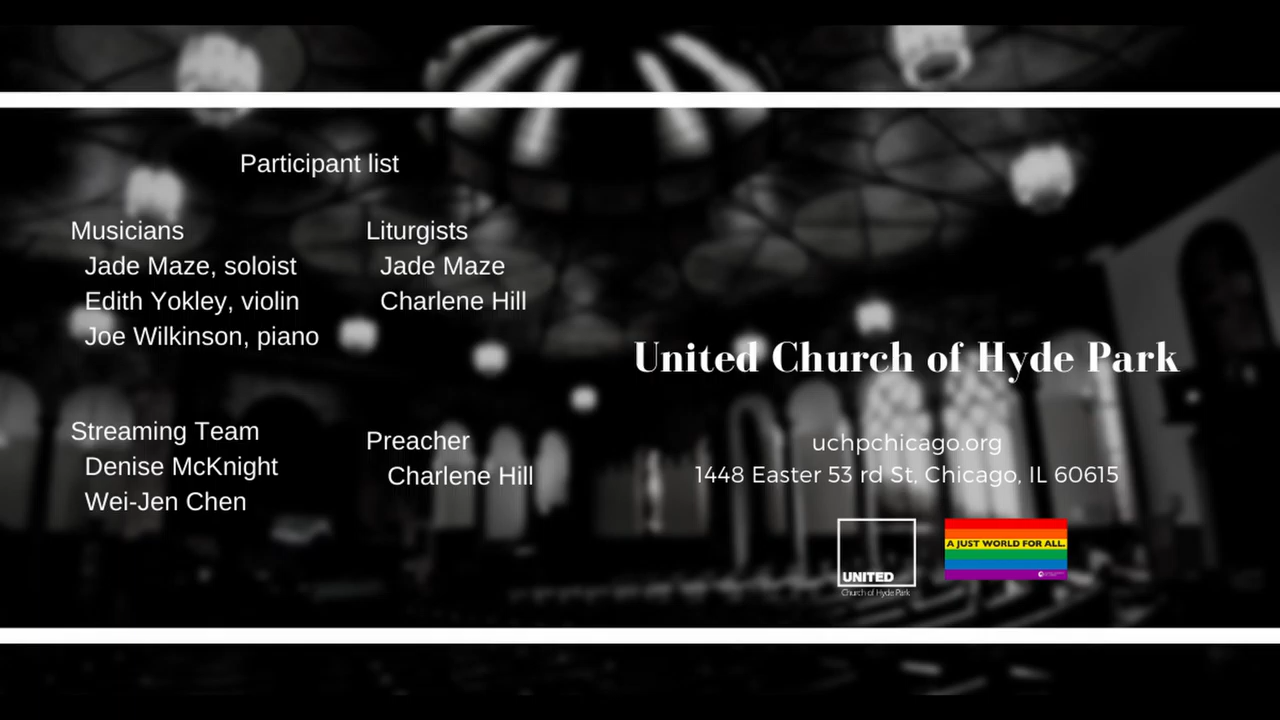 Participant list
Musicians
Jade Maze, soloist
Edith Yokley, violin
Joe Wilkinson, piano
Liturgists
Jade Maze
Charlene Hill
Streaming Team
Denise McKnight
Wei-Jen Chen
Preacher
Charlene Hill
United Church of Hyde Park
uchpchicago.org
1448 Easter 53 rd St, Chicago, IL 60615
UNITED
Church of Hyde Park
A JUST WORLD FOR ALL.